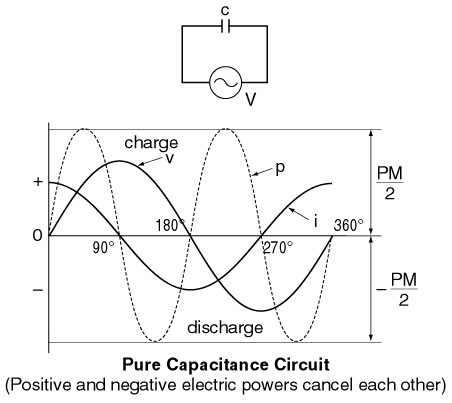 C
V
charge
v
p
PM
2
+
180°
i
360°
0
90°
270°
−
− PM
2
discharge
Pure Capacitance Circuit
(Positive and negative electric powers cancel each other)